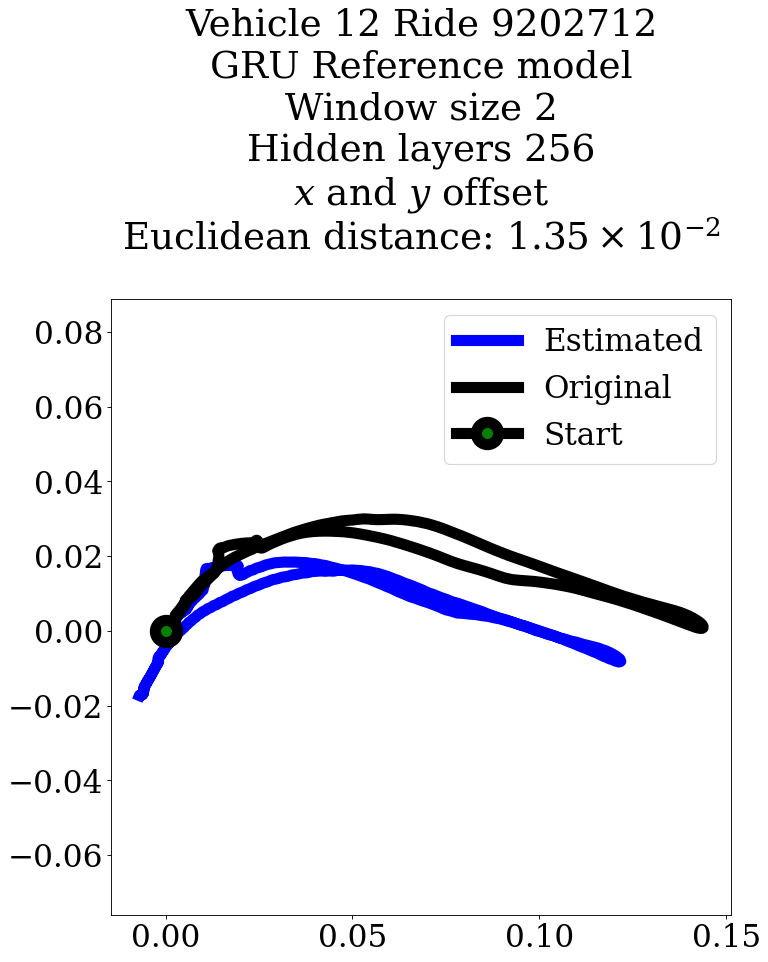 Vehicle 12 Ride 9202712
GRU Reference model
Window size 2
Hidden layers 256
x and y offset
Euclidean distance: 1.35 × 10⁻²
Estimated
Original
Start
0.08
0.06
0.04
0.02
0.00
−0.02
−0.04
−0.06
0.00 0.05 0.10 0.15